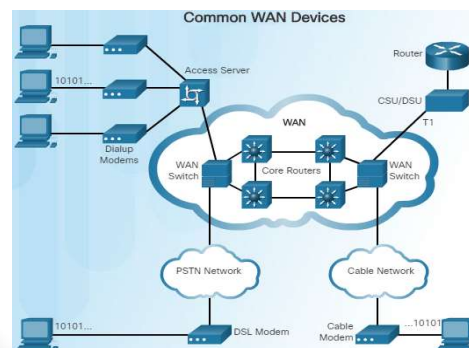 Common WAN Devices
Router
Access Server
10101...
CSU/DSU
T1
WAN
Dialup
Modems
WAN
Switch
Core Routers
WAN
Switch
PSTN Network
Cable Network
10101...
DSL Modem
Cable
Modem
...10101